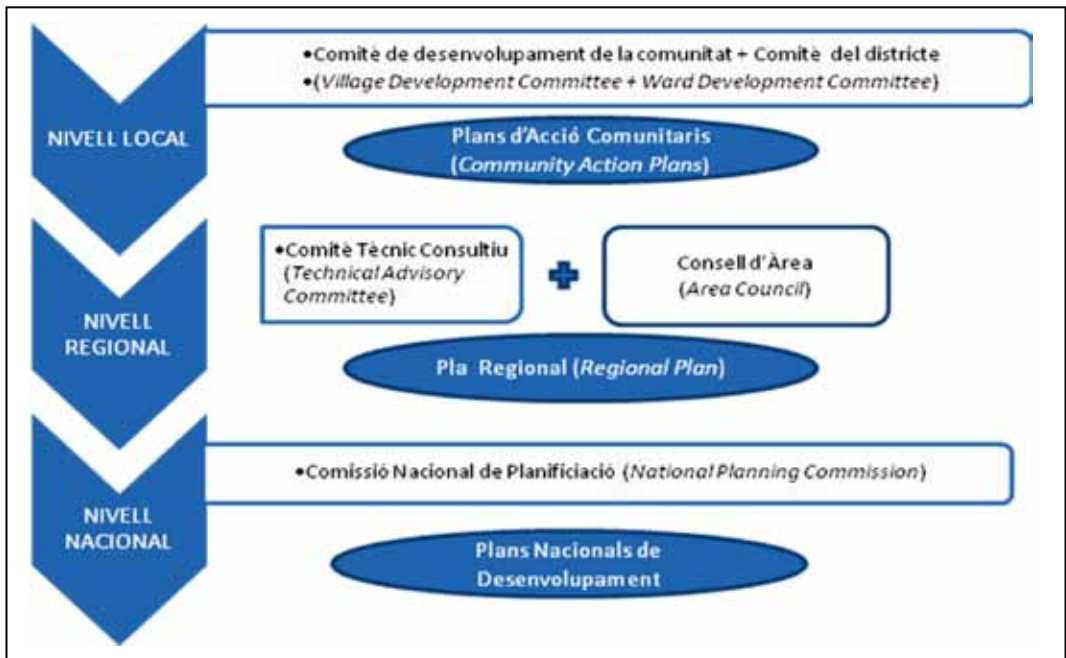 NIVELL LOCAL
•Comitè de desenvolupament de la comunitat + Comitè del districte
•(Village Development Committee + Ward Development Committee)
Plans d'Acció Comunitaris
(Community Action Plans)
NIVELL
REGIONAL
•Comitè Tècnic Consultiu
(Technical Advisory
Committee)
Consell d'Àrea
(Area Council)
Pla Regional (Regional Plan)
NIVELL
NACIONAL
•Comissió Nacional de Planificiació (National Planning Commission)
Plans Nacionals de
Desenvolupament